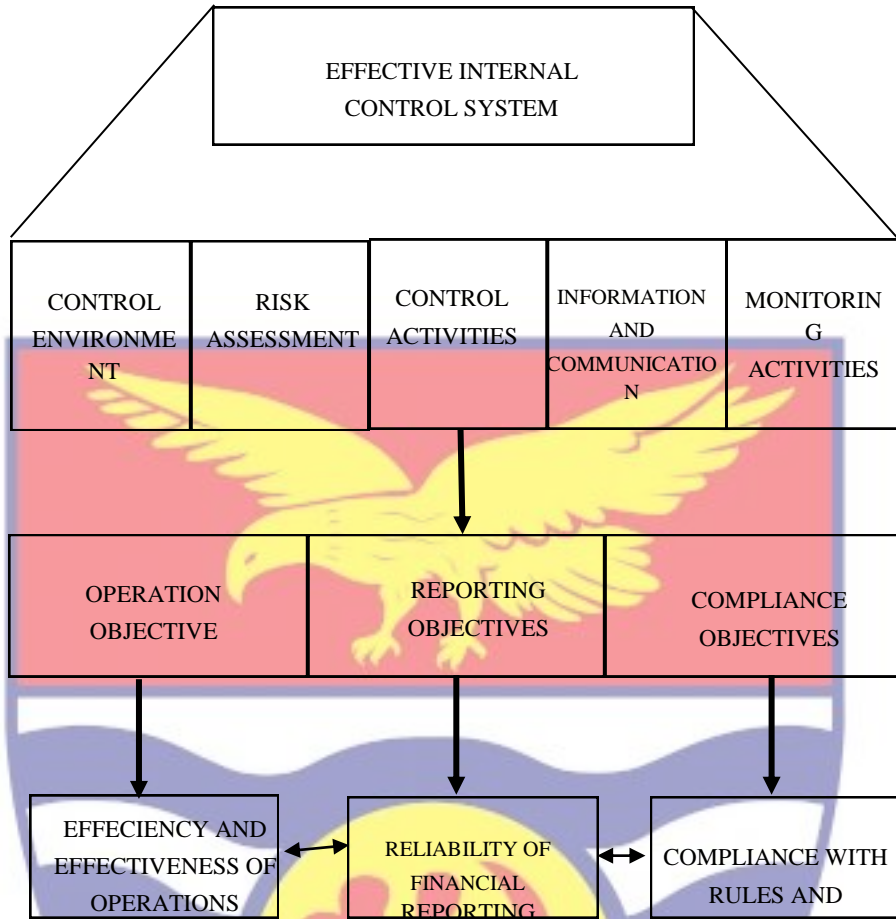 EFFECTIVE INTERNAL
CONTROL SYSTEM
CONTROL
ENVIRONME
NT
RISK
ASSESSMENT
CONTROL
ACTIVITIES
INFORMATION
AND
COMMUNICATIO
N
MONITORIN
G
ACTIVITIES
OPERATION
OBJECTIVE
REPORTING
OBJECTIVES
COMPLIANCE
OBJECTIVES
EFFECIENCY AND
EFFECTIVENESS OF
OPERATIONS
RELIABILITY OF
FINANCIAL
REPORTING
COMPLIANCE WITH
RULES AND